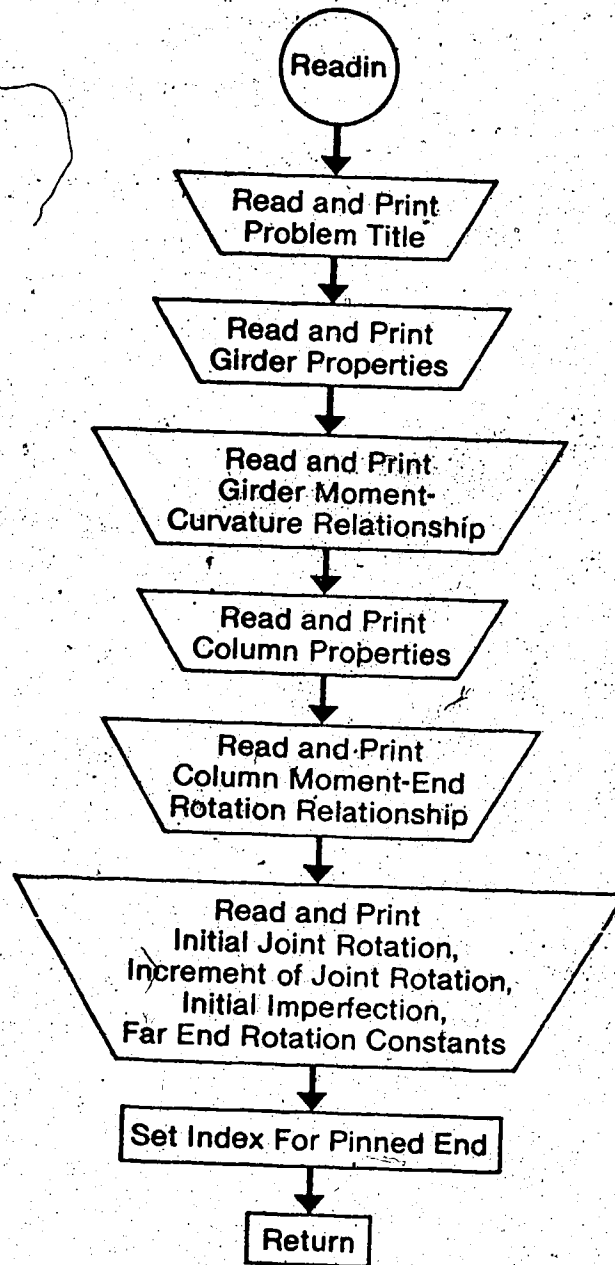 Readin
Read and Print
Problem Title
Read and Print
Girder Properties
Read and Print
Girder Moment-
Curvature Relationship
Read and Print
Column Properties
Read and Print
Column Moment-End
Rotation Relationship
Read and Print
Initial Joint Rotation,
Increment of Joint Rotation,
Initial Imperfection,
Far End Rotation Constants
Set Index For Pinned End
Return